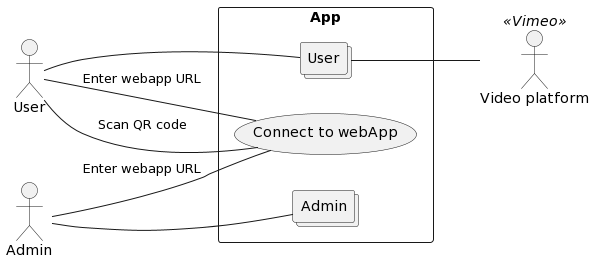 App
«Vimeo»
User
Enter webapp URL
User
Video platform
Scan QR code
Connect to webApp
Enter webapp URL
Admin
Admin